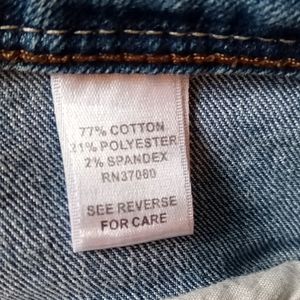 77% COTTON
21% POLYESTER
2% SPANDEX
RN37060
SEE REVERSE
FOR CARE